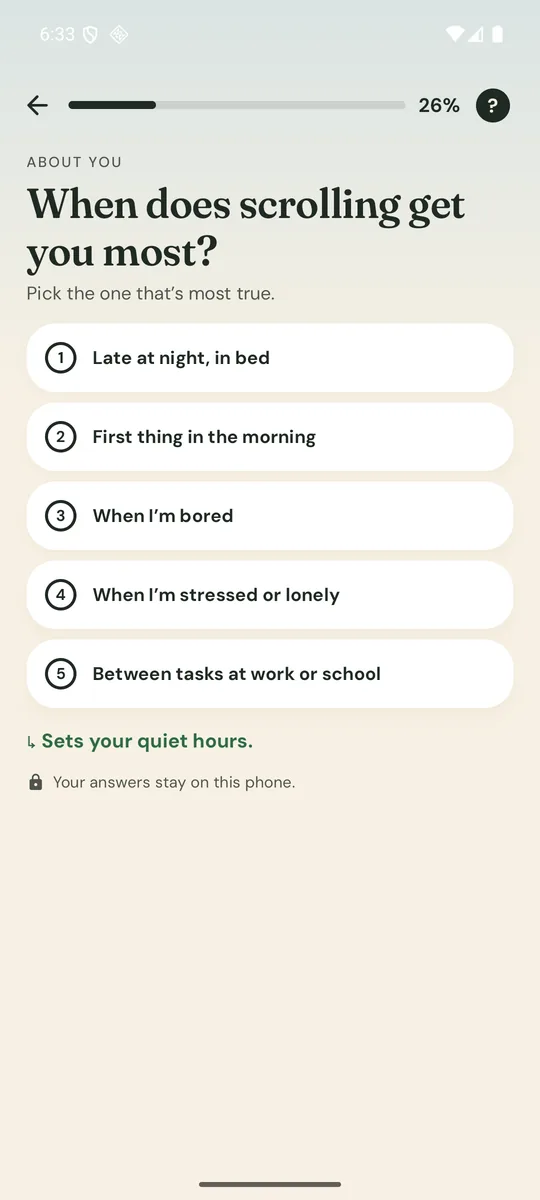 6:33
26%
?
ABOUT YOU
When does scrolling get
you most?
Pick the one that’s most true.
1 Late at night, in bed
2 First thing in the morning
3 When I’m bored
4 When I’m stressed or lonely
5 Between tasks at work or school
↳ Sets your quiet hours.
Your answers stay on this phone.